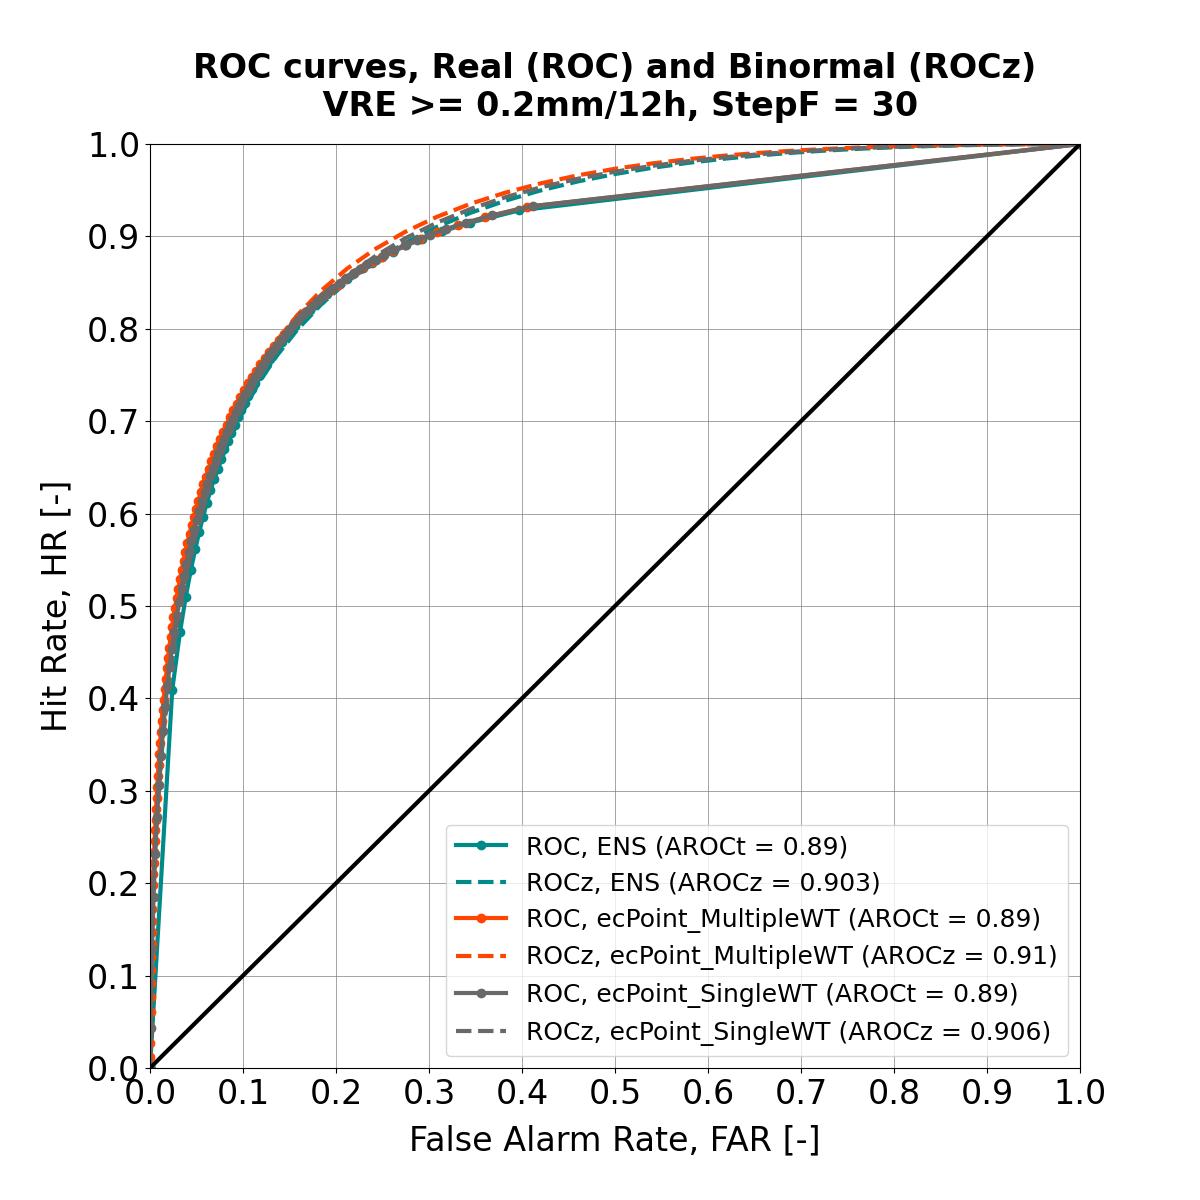 ROC curves, Real (ROC) and Binormal (ROCz)
VRE >= 0.2mm/12h, StepF = 30
1.0
0.9
0.8
0.7
0.6
0.5
0.4
0.3
0.2
0.1
0.0
Hit Rate, HR [-]
ROC, ENS (AROCt = 0.89)
ROCz, ENS (AROCz = 0.903)
ROC, ecPoint_MultipleWT (AROCt = 0.89)
ROCz, ecPoint_MultipleWT (AROCz = 0.91)
ROC, ecPoint_SingleWT (AROCt = 0.89)
ROCz, ecPoint_SingleWT (AROCz = 0.906)
0.0 0.1 0.2 0.3 0.4 0.5 0.6 0.7 0.8 0.9 1.0
False Alarm Rate, FAR [-]